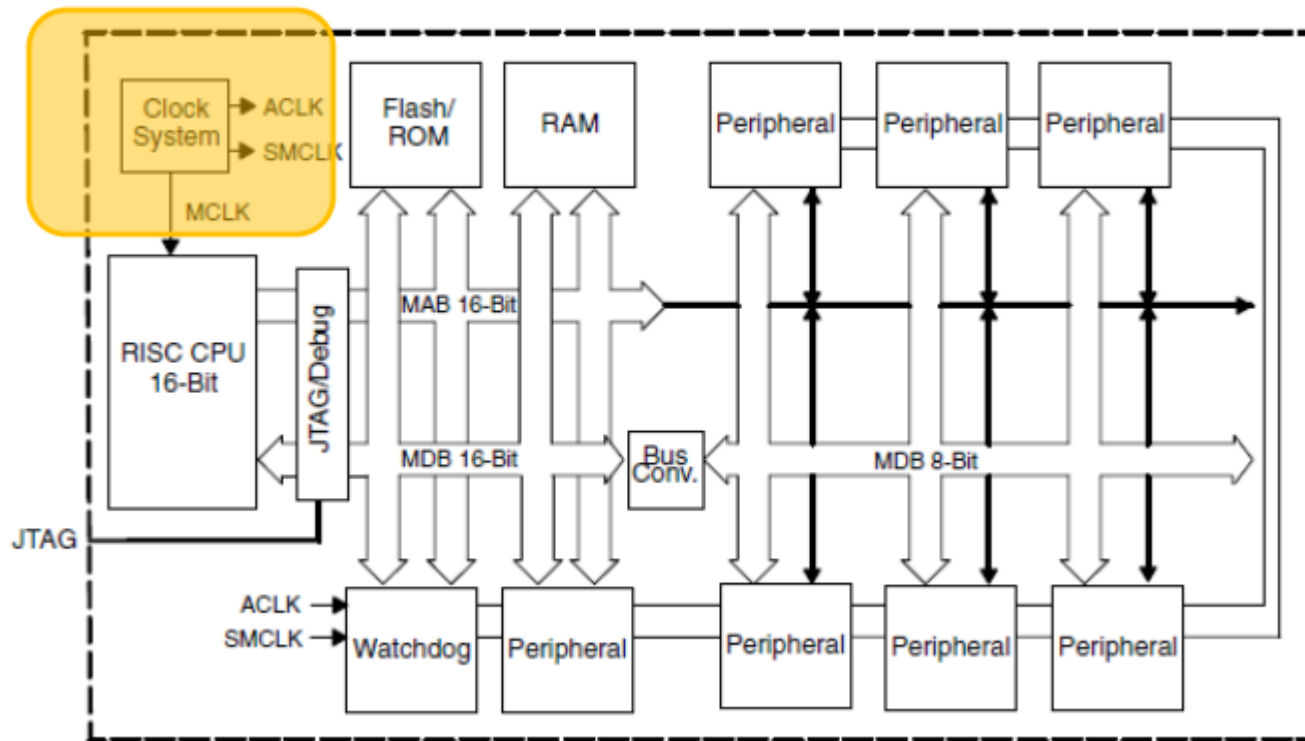 Clock
System
ACLK
SMCLK
MCLK
Flash/
ROM
RAM
Peripheral
Peripheral
Peripheral
RISC CPU
16-Bit
JTAG/Debug
MAB 16-Bit
MDB 16-Bit
Bus
Conv.
MDB 8-Bit
JTAG
ACLK
SMCLK
Watchdog
Peripheral
Peripheral
Peripheral
Peripheral